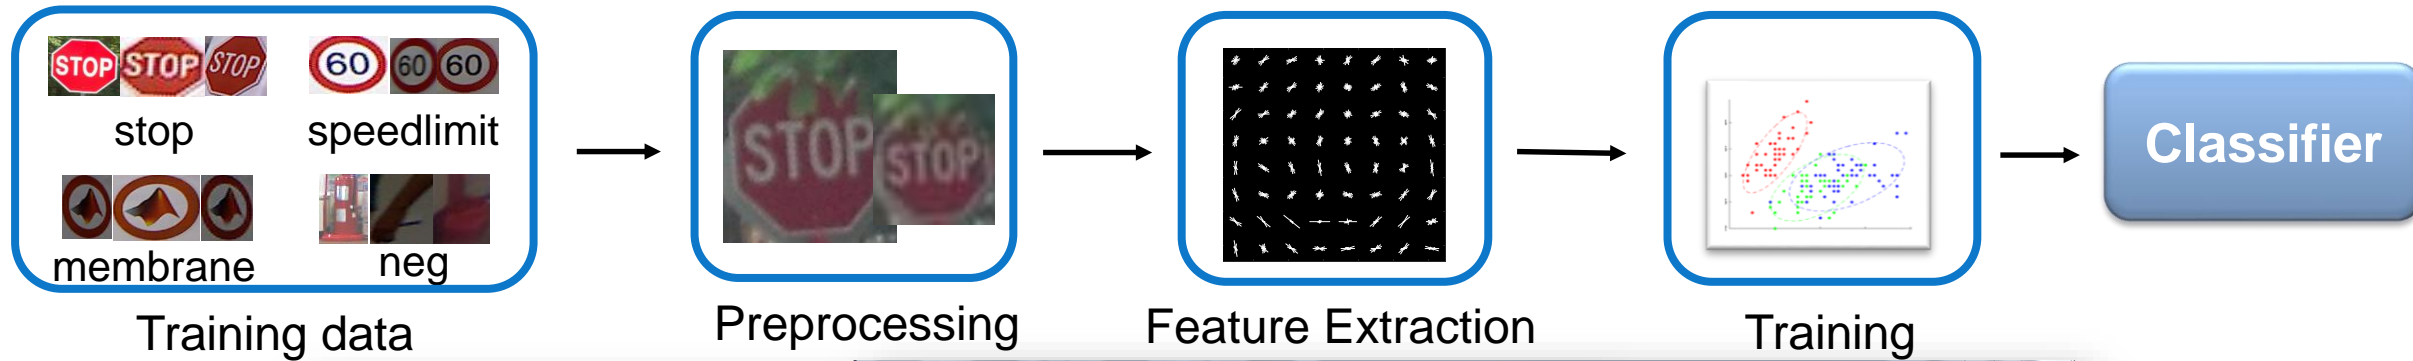 STOP STOP STOP
60 60 60
stop
speedlimit
membrane
neg
Training data
STOP STOP
Preprocessing
Feature Extraction
Training
Classifier